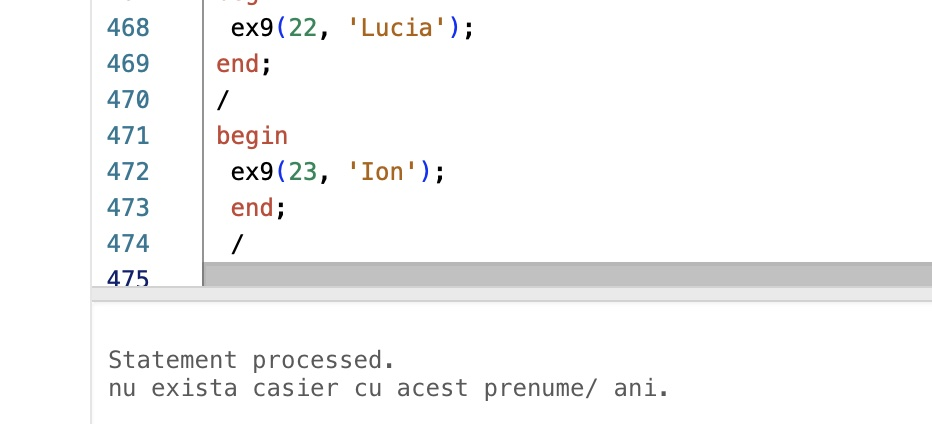 468 ex9(22, 'Lucia');
469 end;
470 /
471 begin
472 ex9(23, 'Ion');
473 end;
474 /
475
Statement processed.
nu exista casier cu acest prenume/ ani.